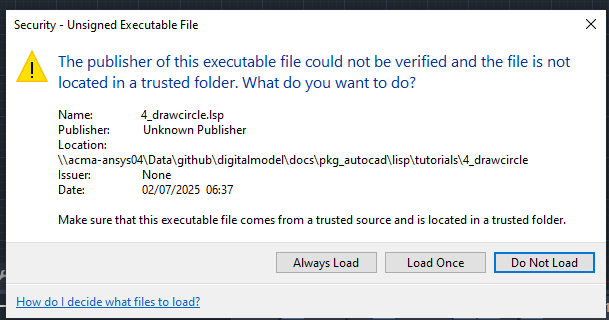 Security - Unsigned Executable File
The publisher of this executable file could not be verified and the file is not
located in a trusted folder. What do you want to do?
Name: 4_drawcircle.lsp
Publisher: Unknown Publisher
Location:
\\acma-ansys04\Data\github\digitalmodel\docs\pkg_autocad\lisp\tutorials\4_drawcircle
Issuer: None
Date: 02/07/2025 06:37
Make sure that this executable file comes from a trusted source and is located in a trusted folder.
Always Load Load Once Do Not Load
How do I decide what files to load?